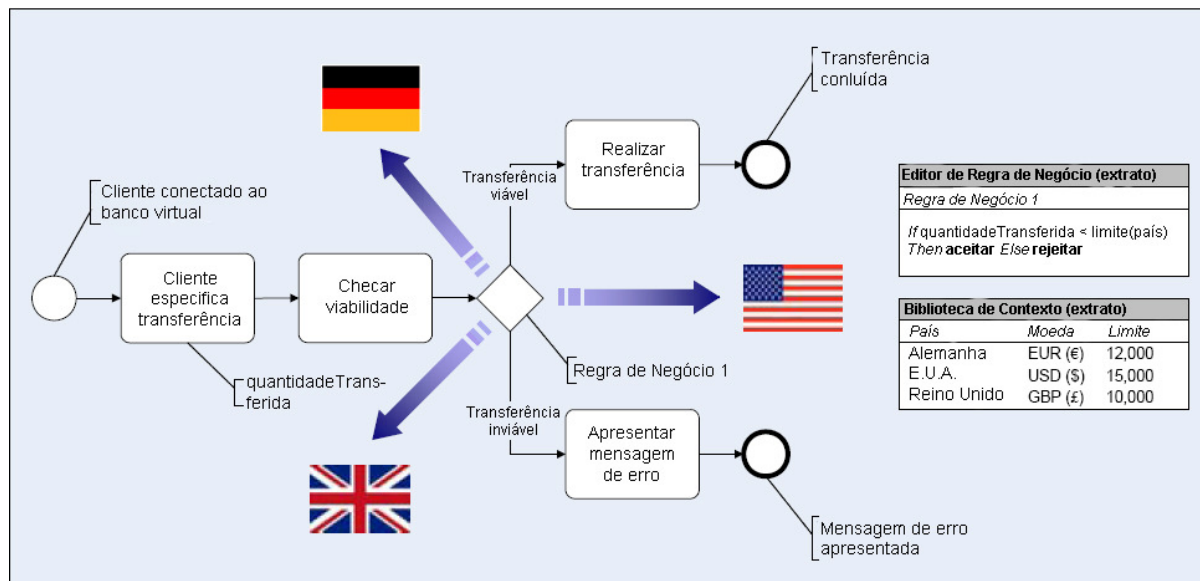 Cliente conectado ao
banco virtual
Cliente
especifica
transferência
quantidadeTrans-
ferida
Checar
viabilidade
Transferência
viável
Realizar
transferência
Transferência
conluída
Regra de Negócio 1
Transferência
inviável
Apresentar
mensagem
de erro
Mensagem de erro
apresentada
Editor de Regra de Negócio (extrato)
Regra de Negócio 1
If quantidadeTransferida < limite(país)
Then aceitar Else rejeitar
Biblioteca de Contexto (extrato)
País Moeda Limite
Alemanha EUR (€) 12,000
E.U.A. USD ($) 15,000
Reino Unido GBP (£) 10,000